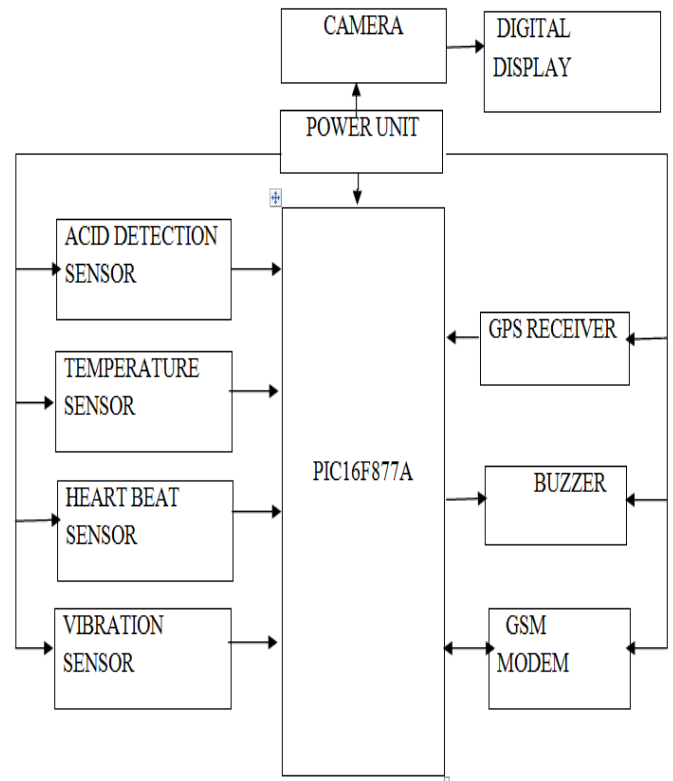 CAMERA
DIGITAL
DISPLAY
POWER UNIT
ACID DETECTION
SENSOR
TEMPERATURE
SENSOR
HEART BEAT
SENSOR
VIBRATION
SENSOR
PIC16F877A
GPS RECEIVER
BUZZER
GSM
MODEM